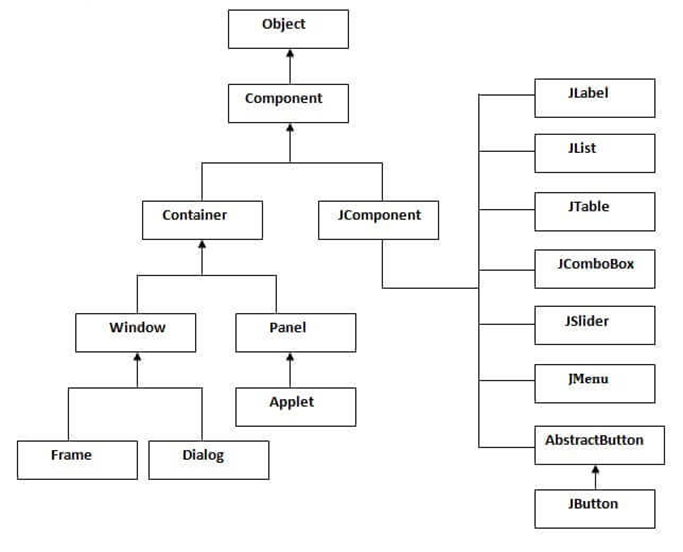 Object
Component
Container
JComponent
Window
Panel
Applet
Frame
Dialog
JLabel
JList
JTable
JComboBox
JSlider
JMenu
AbstractButton
JButton